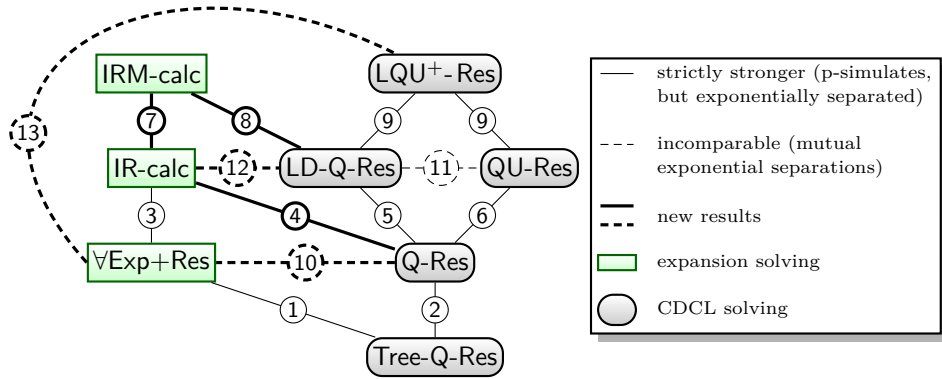 IRM-calc
LQU⁺-Res
7
8
9
9
13
IR-calc
12
LD-Q-Res
11
QU-Res
3
4
5
6
∀Exp+Res
10
Q-Res
1
2
Tree-Q-Res
strictly stronger (p-simulates,
but exponentially separated)
incomparable (mutual
exponential separations)
new results
expansion solving
CDCL solving